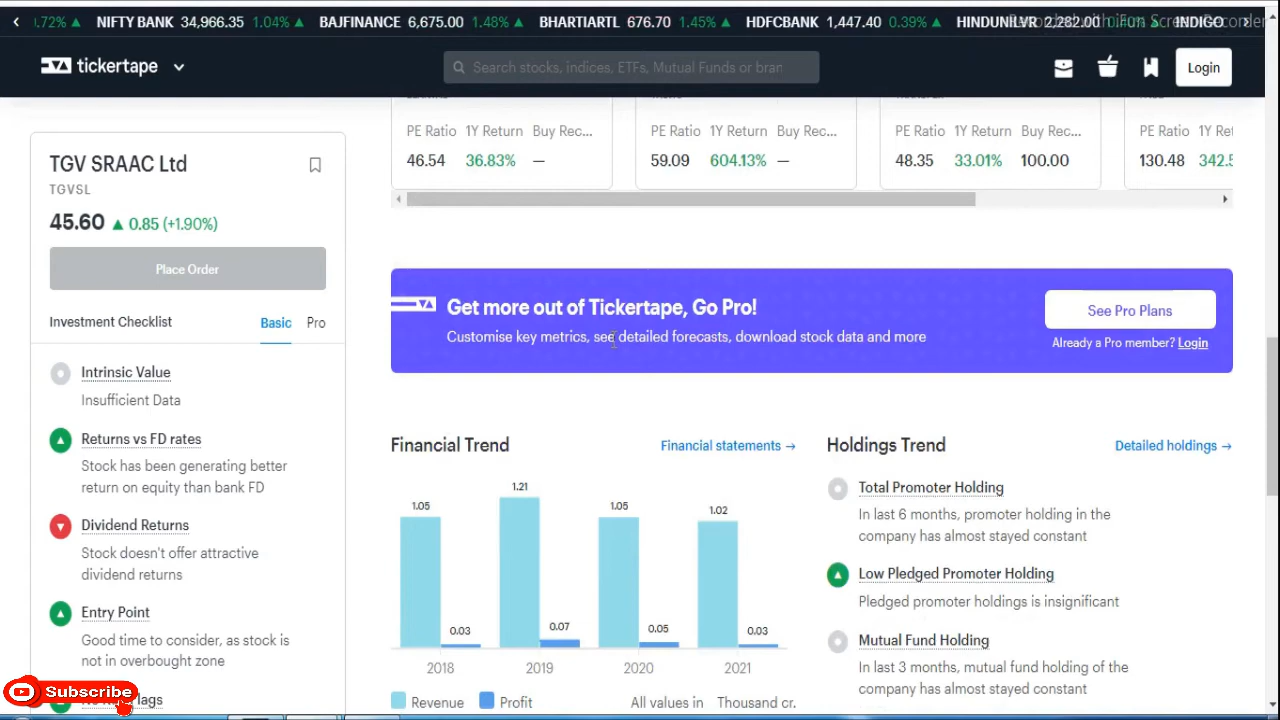 .72% ▲ NIFTY BANK 34,966.35 1.04% ▲ BAJFINANCE 6,675.00 1.48% ▲ BHARTIARTL 676.70 1.45% ▲ HDFCBANK 1,447.40 0.39% ▲ HINDUNILVR 2,282.00 INDIGO
tickertape
Search stocks, indices, ETFs, Mutual Funds or bran
Login
PE Ratio 1Y Return Buy Rec...
46.54 36.83% —
PE Ratio 1Y Return Buy Rec...
59.09 604.13% —
PE Ratio 1Y Return Buy Rec...
48.35 33.01% 100.00
PE Ratio 1Y Ret
130.48 342.5
TGV SRAAC Ltd
TGVSL
45.60 ▲ 0.85 (+1.90%)
Place Order
Investment Checklist Basic Pro
Intrinsic Value
Insufficient Data
Returns vs FD rates
Stock has been generating better
return on equity than bank FD
Dividend Returns
Stock doesn't offer attractive
dividend returns
Entry Point
Good time to consider, as stock is
not in overbought zone
Subscribe
Get more out of Tickertape, Go Pro!
Customise key metrics, see detailed forecasts, download stock data and more
See Pro Plans
Already a Pro member? Login
Financial Trend Financial statements →
1.05 0.03
1.21 0.07
1.05 0.05
1.02 0.03
2018 2019 2020 2021
Revenue Profit All values in Thousand cr.
Holdings Trend Detailed holdings →
Total Promoter Holding
In last 6 months, promoter holding in the
company has almost stayed constant
Low Pledged Promoter Holding
Pledged promoter holdings is insignificant
Mutual Fund Holding
In last 3 months, mutual fund holding of the
company has almost stayed constant